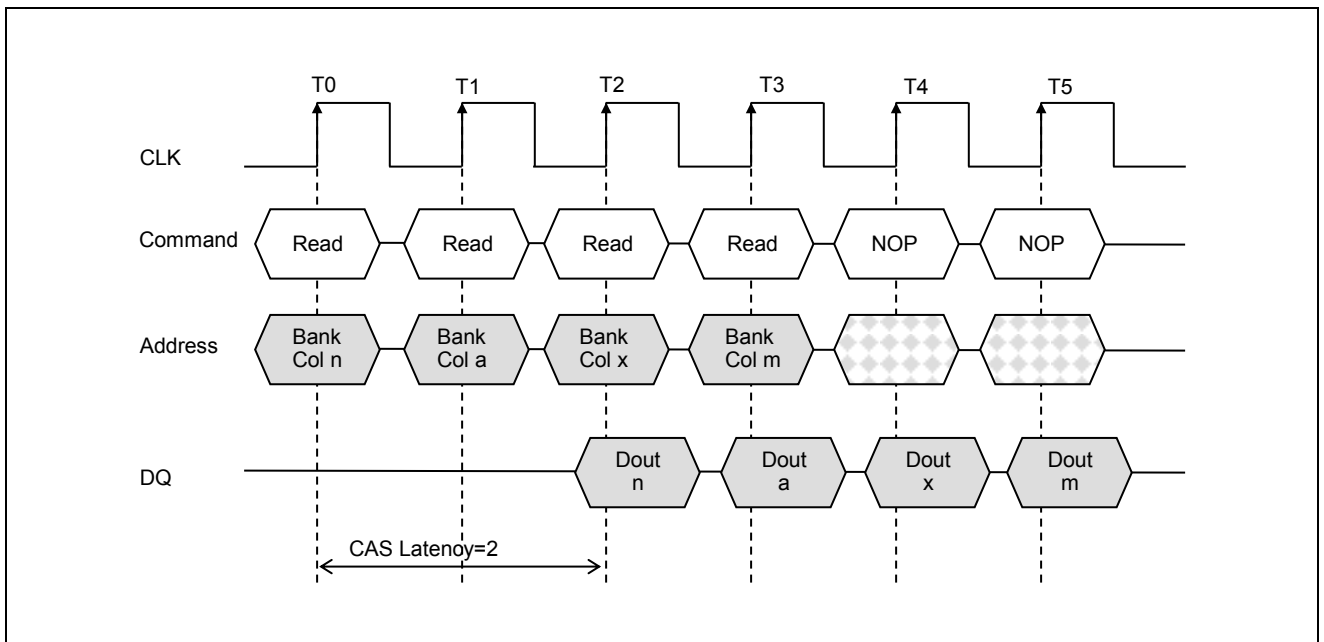 T0 T1 T2 T3 T4 T5
CLK
Command Read Read Read Read NOP NOP
Address
Bank Bank Bank Bank
Col n Col a Col x Col m
DQ
Dout Dout Dout Dout
n a x m
CAS Latenoy=2